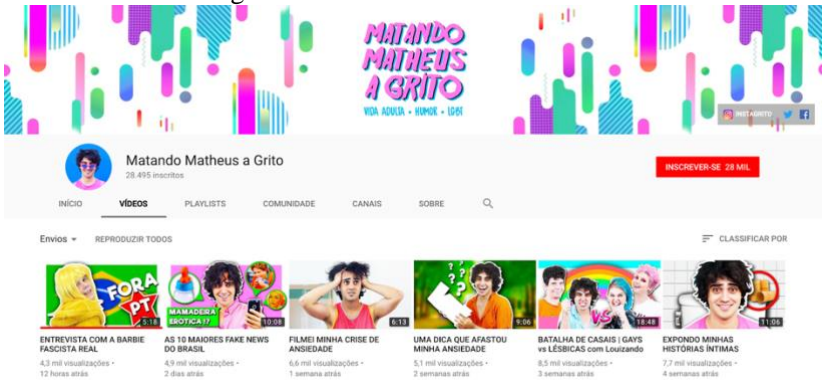 MATANDO
MATHEUS
A GRITO
VIDA ADULTA • HUMOR • LGBT
INSTAGRITO
Matando Matheus a Grito
28.495 inscritos
INSCREVER-SE 28 MIL
INÍCIO VÍDEOS PLAYLISTS COMUNIDADE CANAIS SOBRE
Envios REPRODUZIR TODOS CLASSIFICAR POR
FORA
PT
5:18
MAMADEIRA
ERÓTICA!?
10:08
6:13
???
9:06
VS
18:48
11:06
ENTREVISTA COM A BARBIE
FASCISTA REAL
4,3 mil visualizações •
12 horas atrás
AS 10 MAIORES FAKE NEWS
DO BRASIL
4,9 mil visualizações •
2 dias atrás
FILMEI MINHA CRISE DE
ANSIEDADE
6,6 mil visualizações •
1 semana atrás
UMA DICA QUE AFASTOU
MINHA ANSIEDADE
5,1 mil visualizações •
2 semanas atrás
BATALHA DE CASAIS | GAYS
vs LÉSBICAS com Louizando
8,5 mil visualizações •
3 semanas atrás
EXPONDO MINHAS
HISTÓRIAS ÍNTIMAS
7,7 mil visualizações •
4 semanas atrás